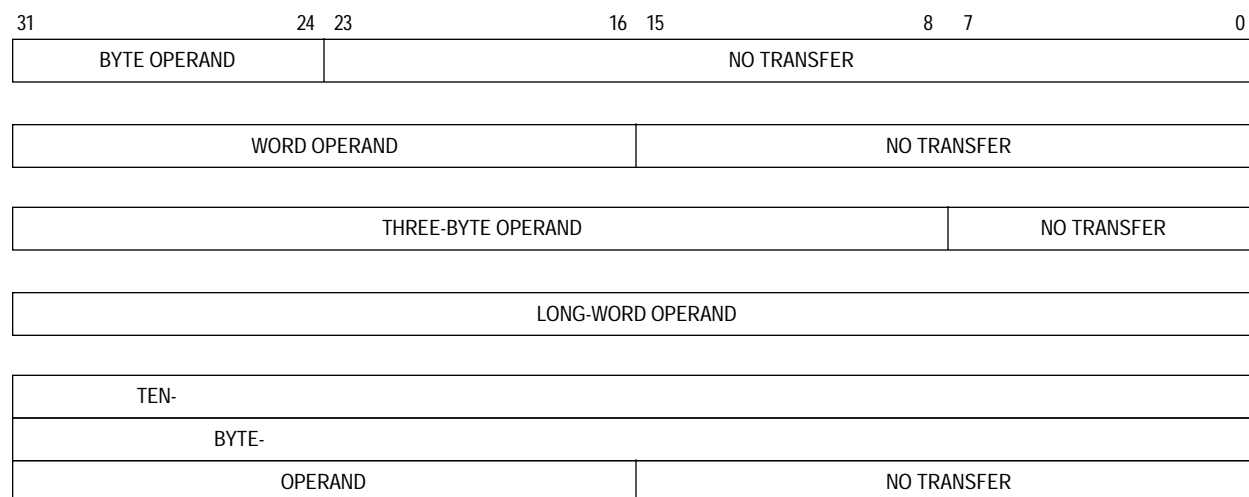 31 24 23 16 15 8 7 0
BYTE OPERAND NO TRANSFER
WORD OPERAND NO TRANSFER
THREE-BYTE OPERAND NO TRANSFER
LONG-WORD OPERAND
TEN-
BYTE-
OPERAND NO TRANSFER